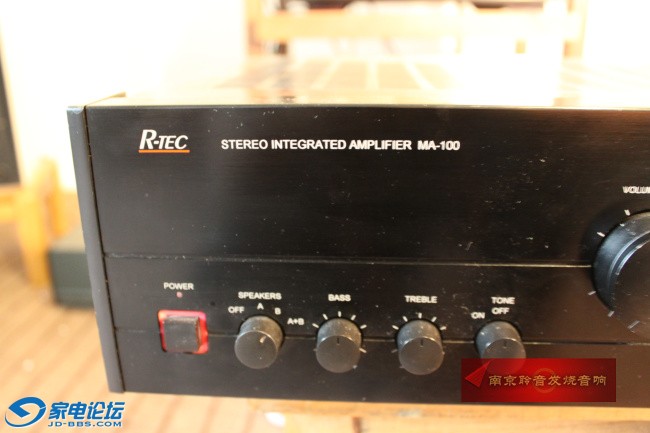 R-TEC STEREO INTEGRATED AMPLIFIER MA-100
POWER
SPEAKERS
OFF A B A+B
BASS
TREBLE
TONE
OFF
ON
南京聆音发烧音响
家电论坛
JD-BBS.COM